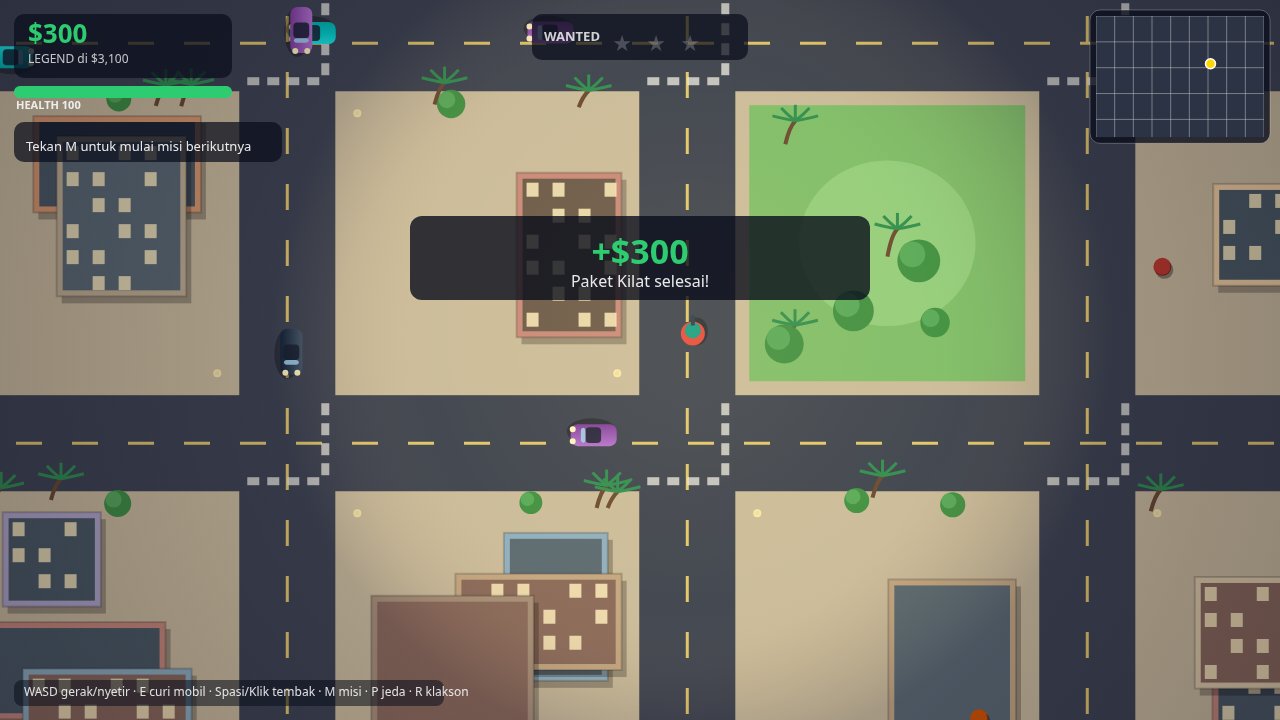 $300
LEGEND di $3,100
WANTED ★ ★ ★
HEALTH 100
Tekan M untuk mulai misi berikutnya
+$300
Paket Kilat selesai!
WASD gerak/nyetir · E curi mobil · Spasi/Klik tembak · M misi · P jeda · R klakson